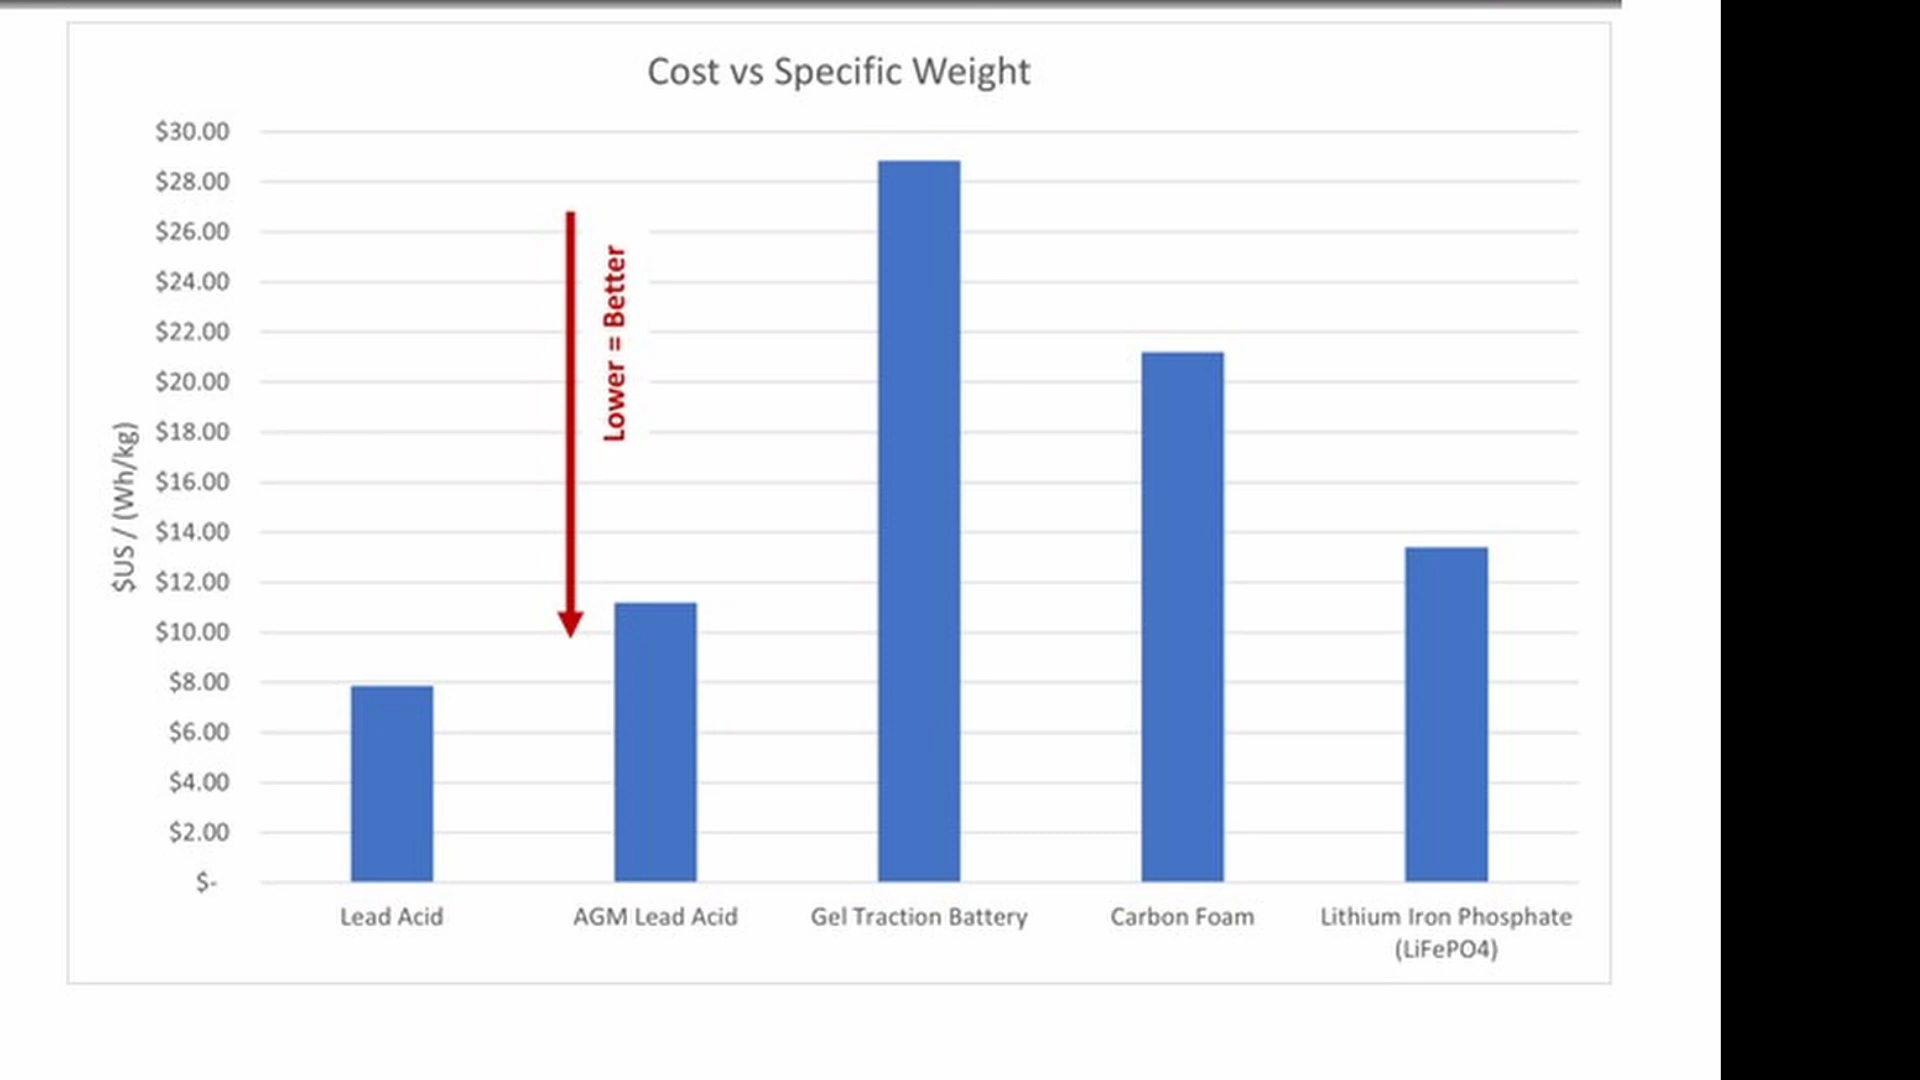 Cost vs Specific Weight
$30.00
$28.00
$26.00
$24.00
$22.00
$20.00
$18.00
$16.00
$14.00
$12.00
$10.00
$8.00
$6.00
$4.00
$2.00
$-
$US / (Wh/kg)
Lower = Better
Lead Acid
AGM Lead Acid
Gel Traction Battery
Carbon Foam
Lithium Iron Phosphate
(LiFePO4)